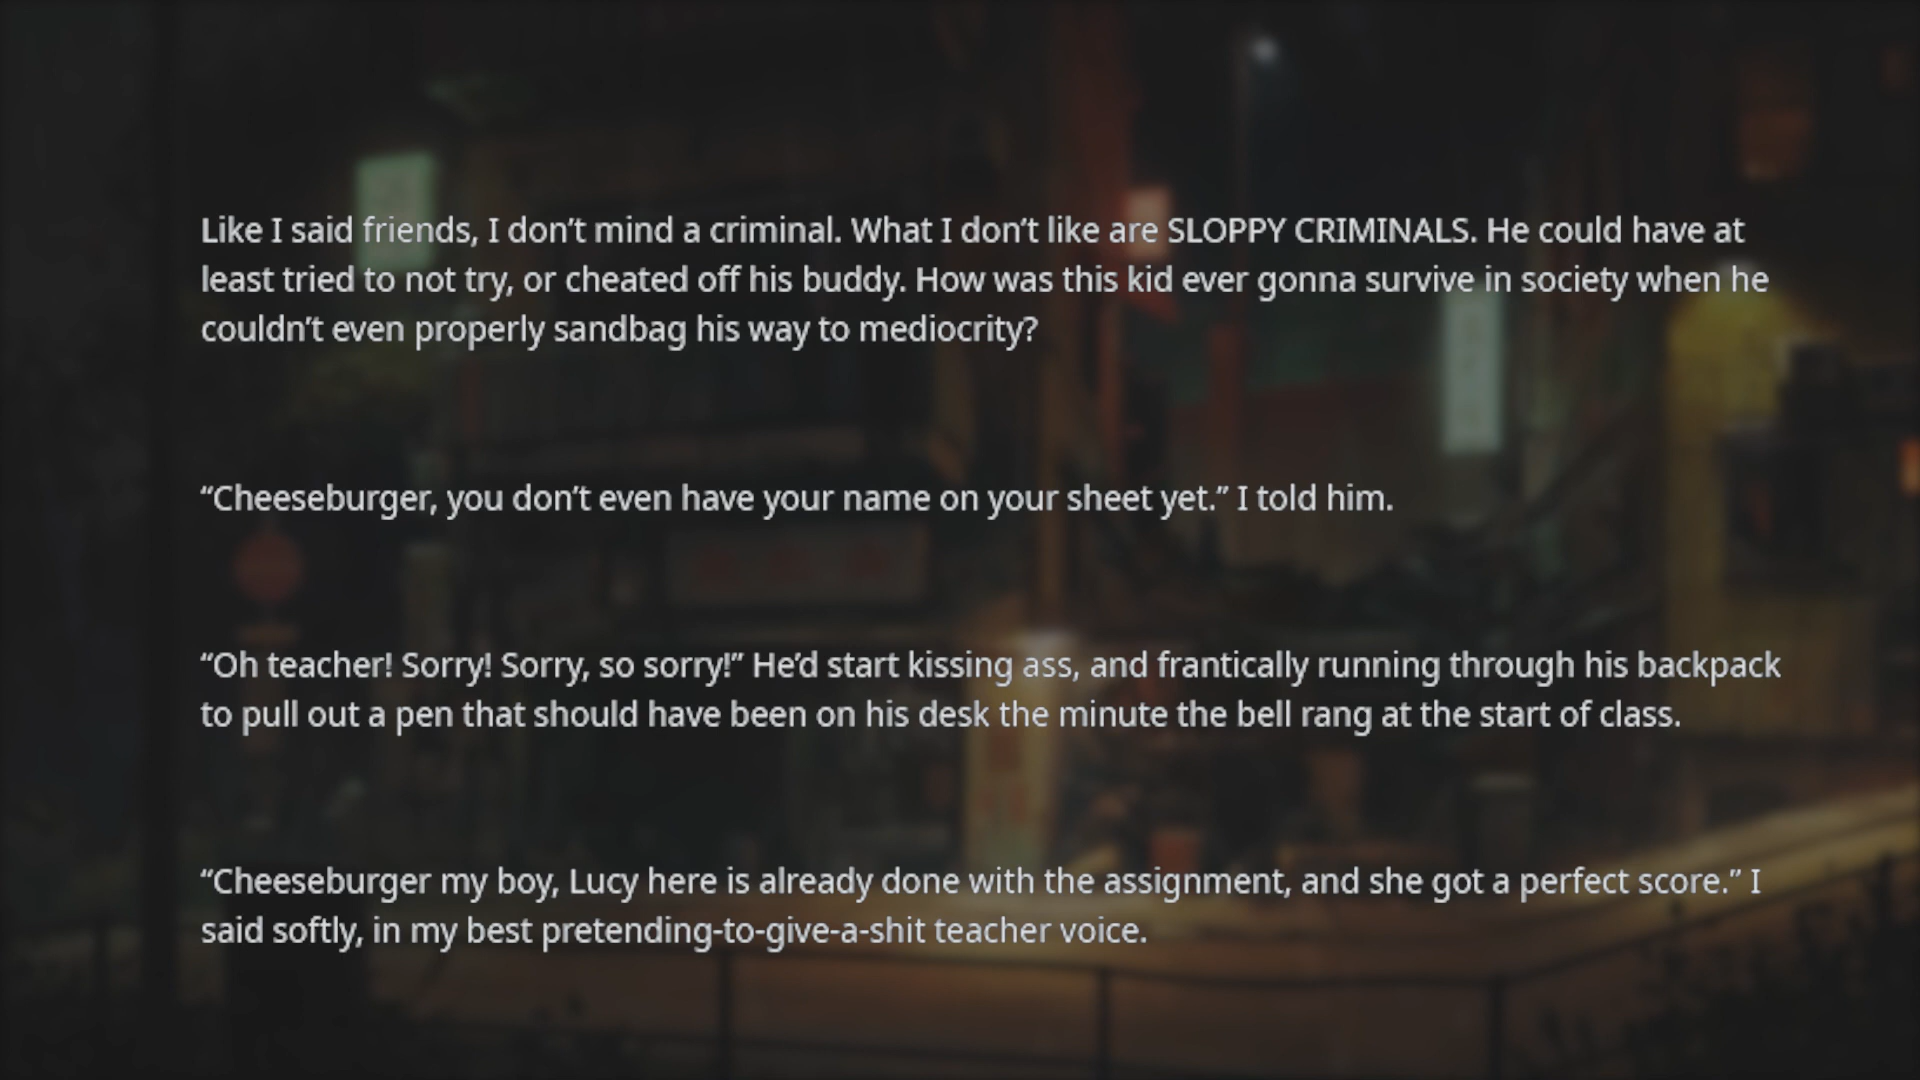 Like I said friends, I don’t mind a criminal. What I don’t like are SLOPPY CRIMINALS. He could have at
least tried to not try, or cheated off his buddy. How was this kid ever gonna survive in society when he
couldn’t even properly sandbag his way to mediocrity?
“Cheeseburger, you don’t even have your name on your sheet yet.” I told him.
“Oh teacher! Sorry! Sorry, so sorry!” He’d start kissing ass, and frantically running through his backpack
to pull out a pen that should have been on his desk the minute the bell rang at the start of class.
“Cheeseburger my boy, Lucy here is already done with the assignment, and she got a perfect score.” I
said softly, in my best pretending-to-give-a-shit teacher voice.